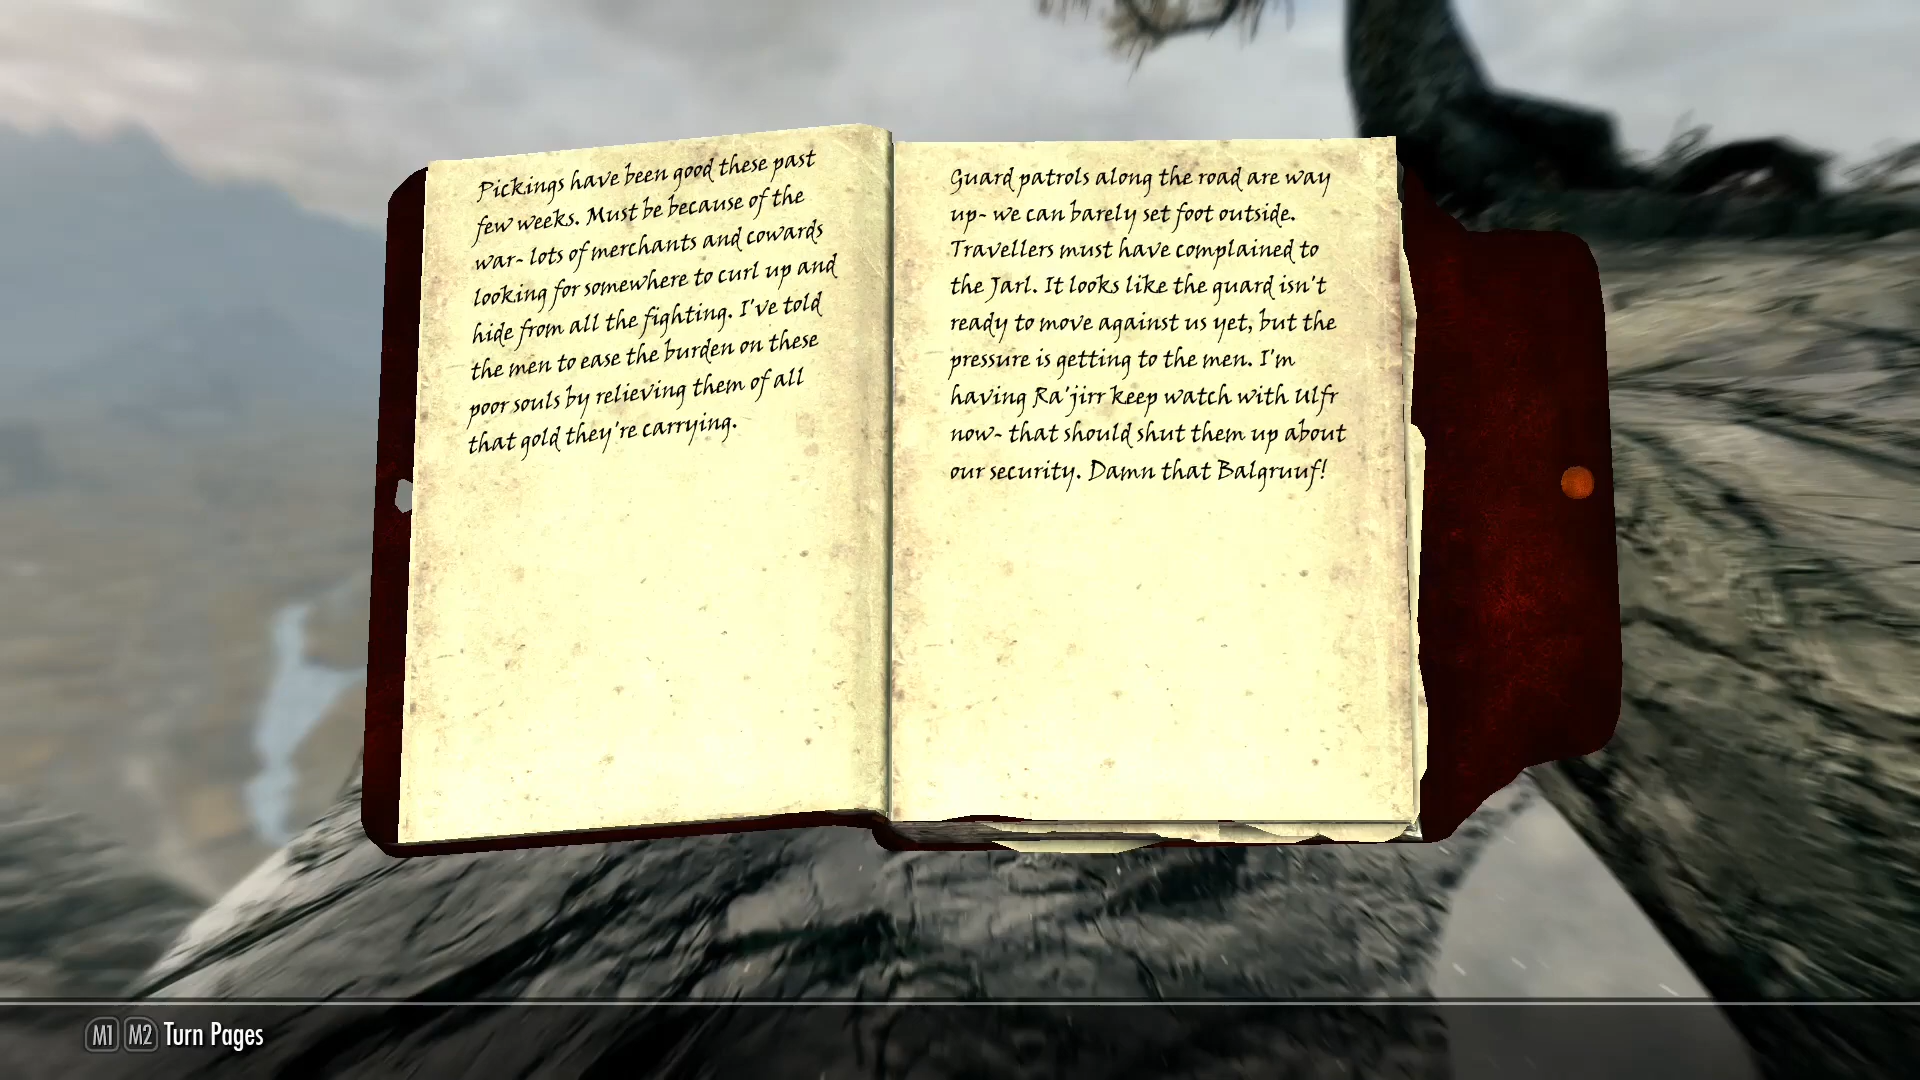 Pickings have been good these past
few weeks. Must be because of the
war- lots of merchants and cowards
looking for somewhere to curl up and
hide from all the fighting. I've told
the men to ease the burden on these
poor souls by relieving them of all
that gold they're carrying.
Guard patrols along the road are way
up- we can barely set foot outside.
Travellers must have complained to
the Jarl. It looks like the guard isn't
ready to move against us yet, but the
pressure is getting to the men. I'm
having Ra'jirr keep watch with Ulfr
now- that should shut them up about
our security. Damn that Balgruuf!
M1 M2 Turn Pages